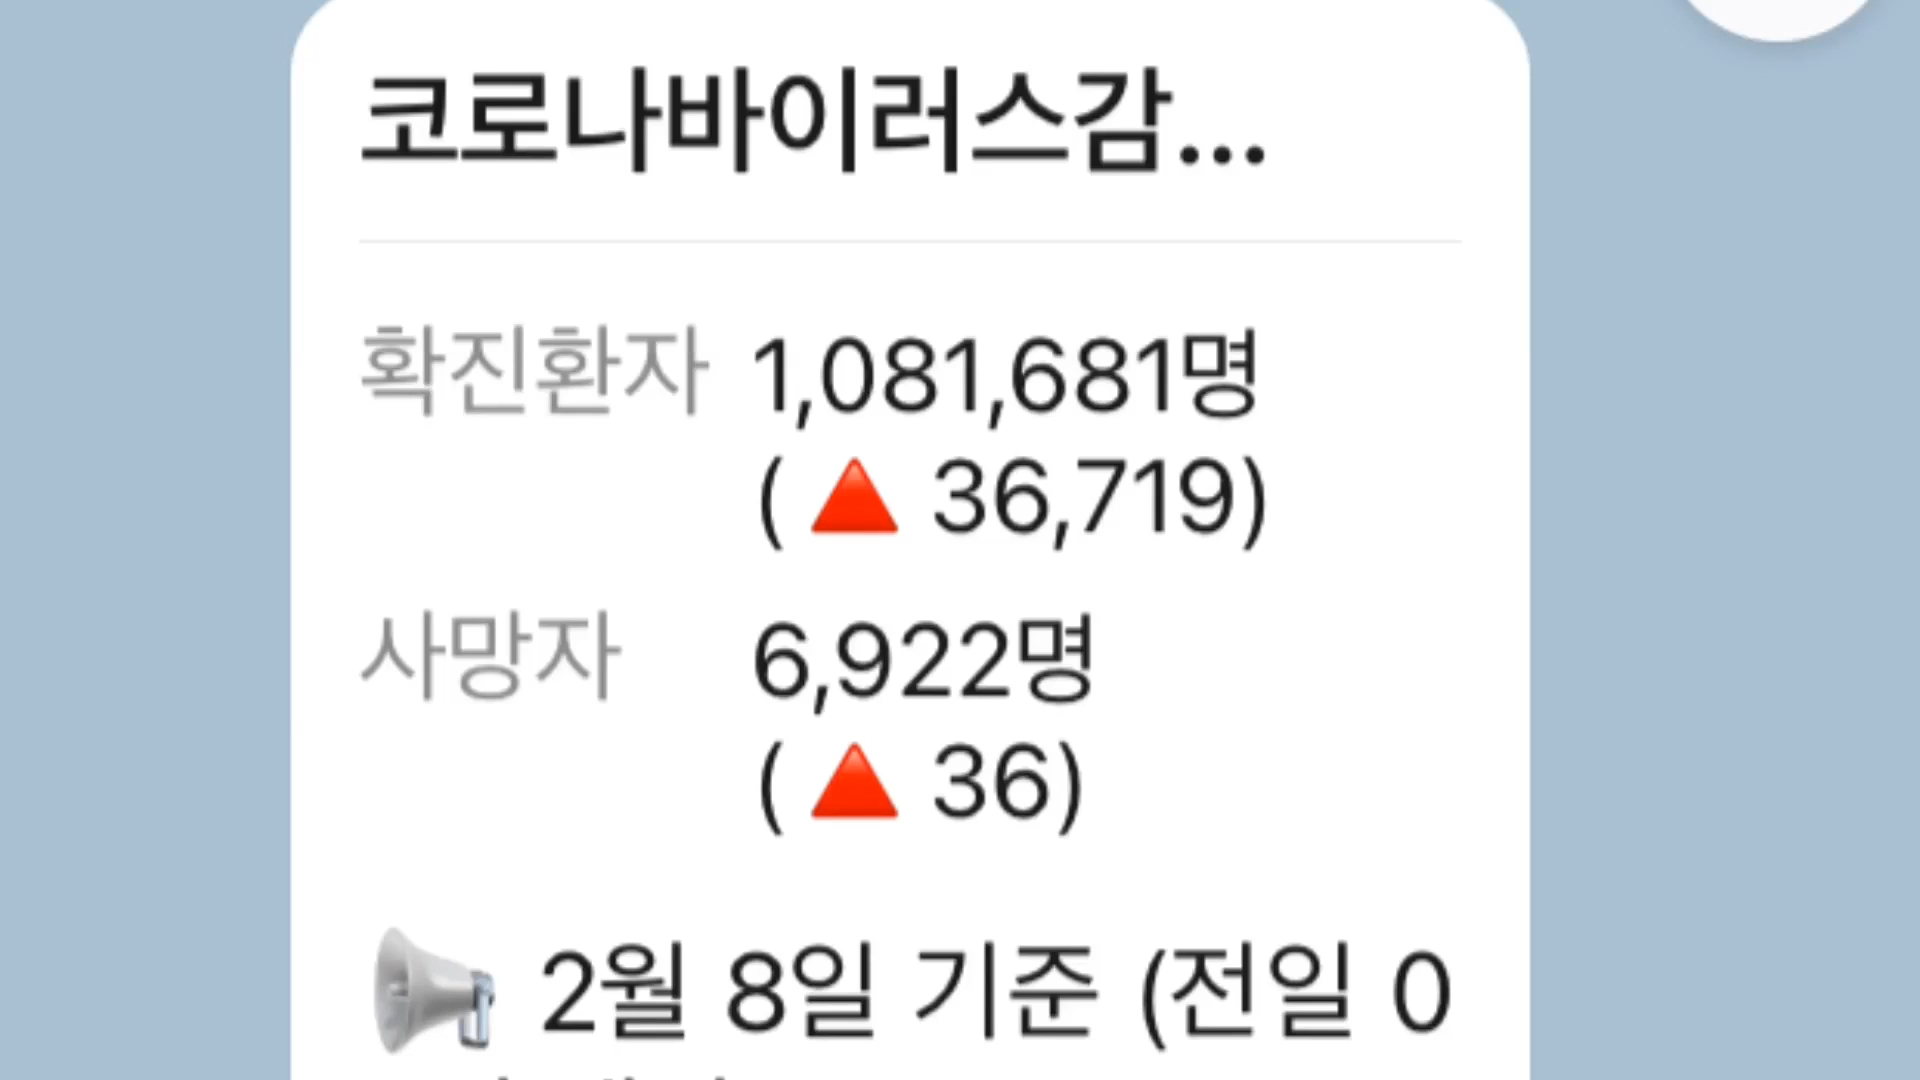 코로나바이러스감...
확진환자 1,081,681명
(🔺36,719)
사망자 6,922명
(🔺36)
📢 2월 8일 기준 (전일 0